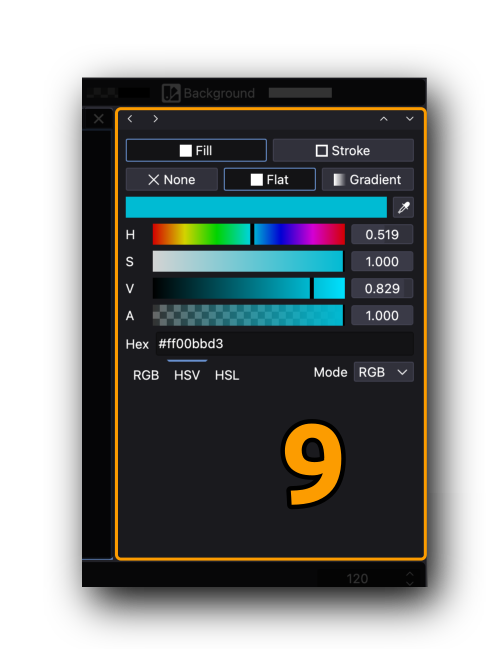 Background
Fill Stroke
None Flat Gradient
H 0.519
S 1.000
V 0.829
A 1.000
Hex #ff00bbd3
RGB HSV HSL Mode RGB
9
120